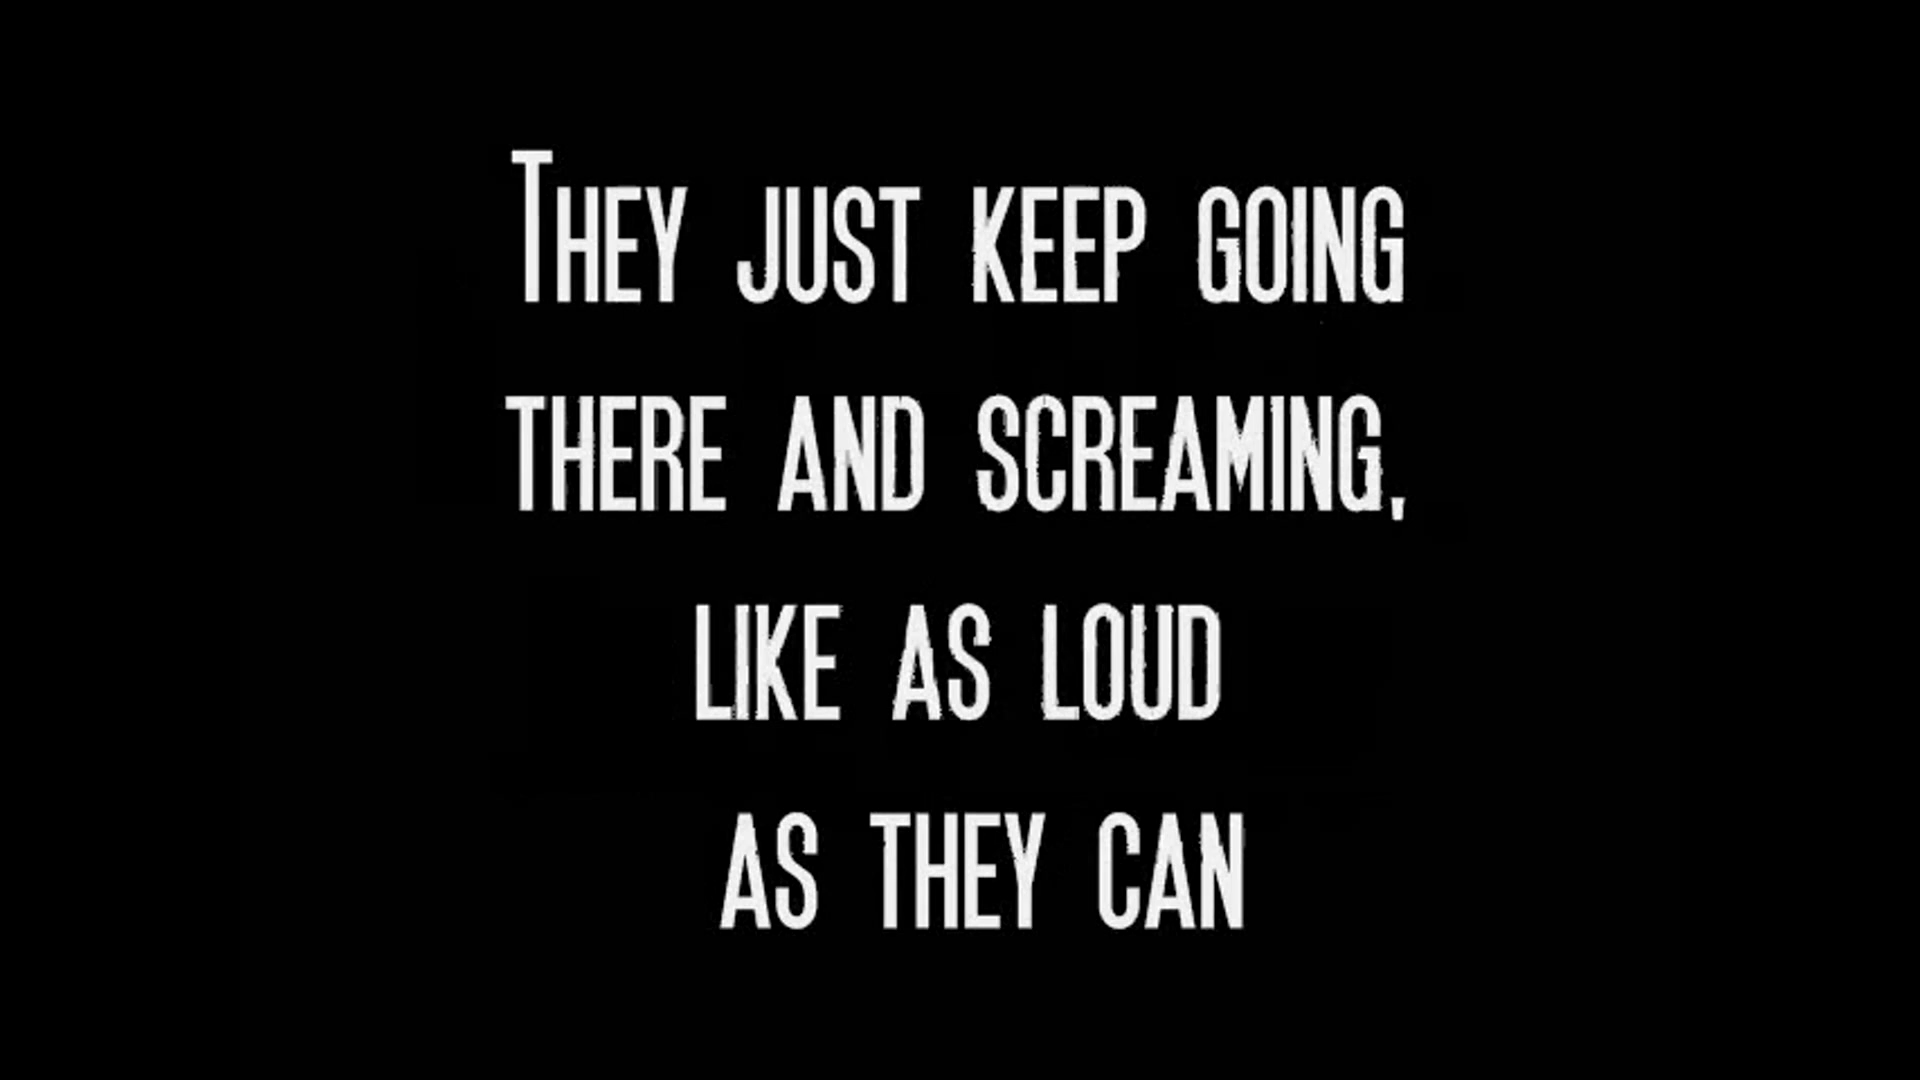 They just keep going
there and screaming,
like as loud
as they can